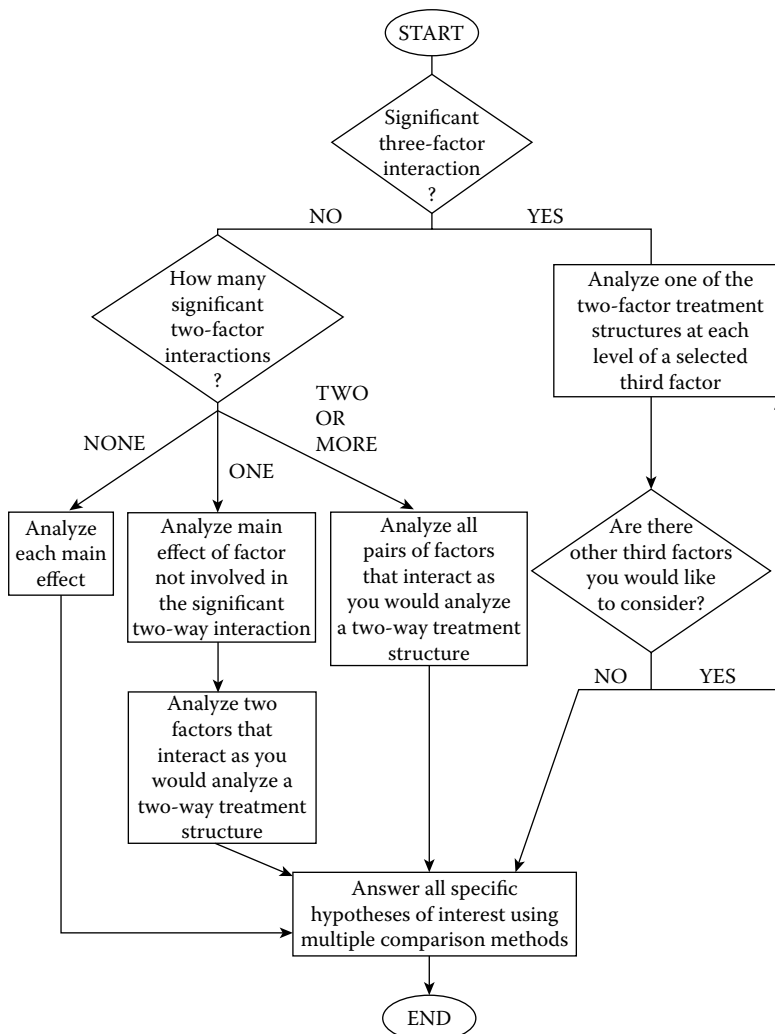 START
Significant
three-factor
interaction
?
NO
YES
How many
significant
two-factor
interactions
?
Analyze one of the
two-factor treatment
structures at each
level of a selected
third factor
NONE
ONE
TWO
OR
MORE
Analyze
each main
effect
Analyze main
effect of factor
not involved in
the significant
two-way interaction
Analyze all
pairs of factors
that interact as
you would analyze
a two-way treatment
structure
Are there
other third factors
you would like
to consider?
NO
YES
Analyze two
factors that
interact as you
would analyze a
two-way treatment
structure
Answer all specific
hypotheses of interest using
multiple comparison methods
END